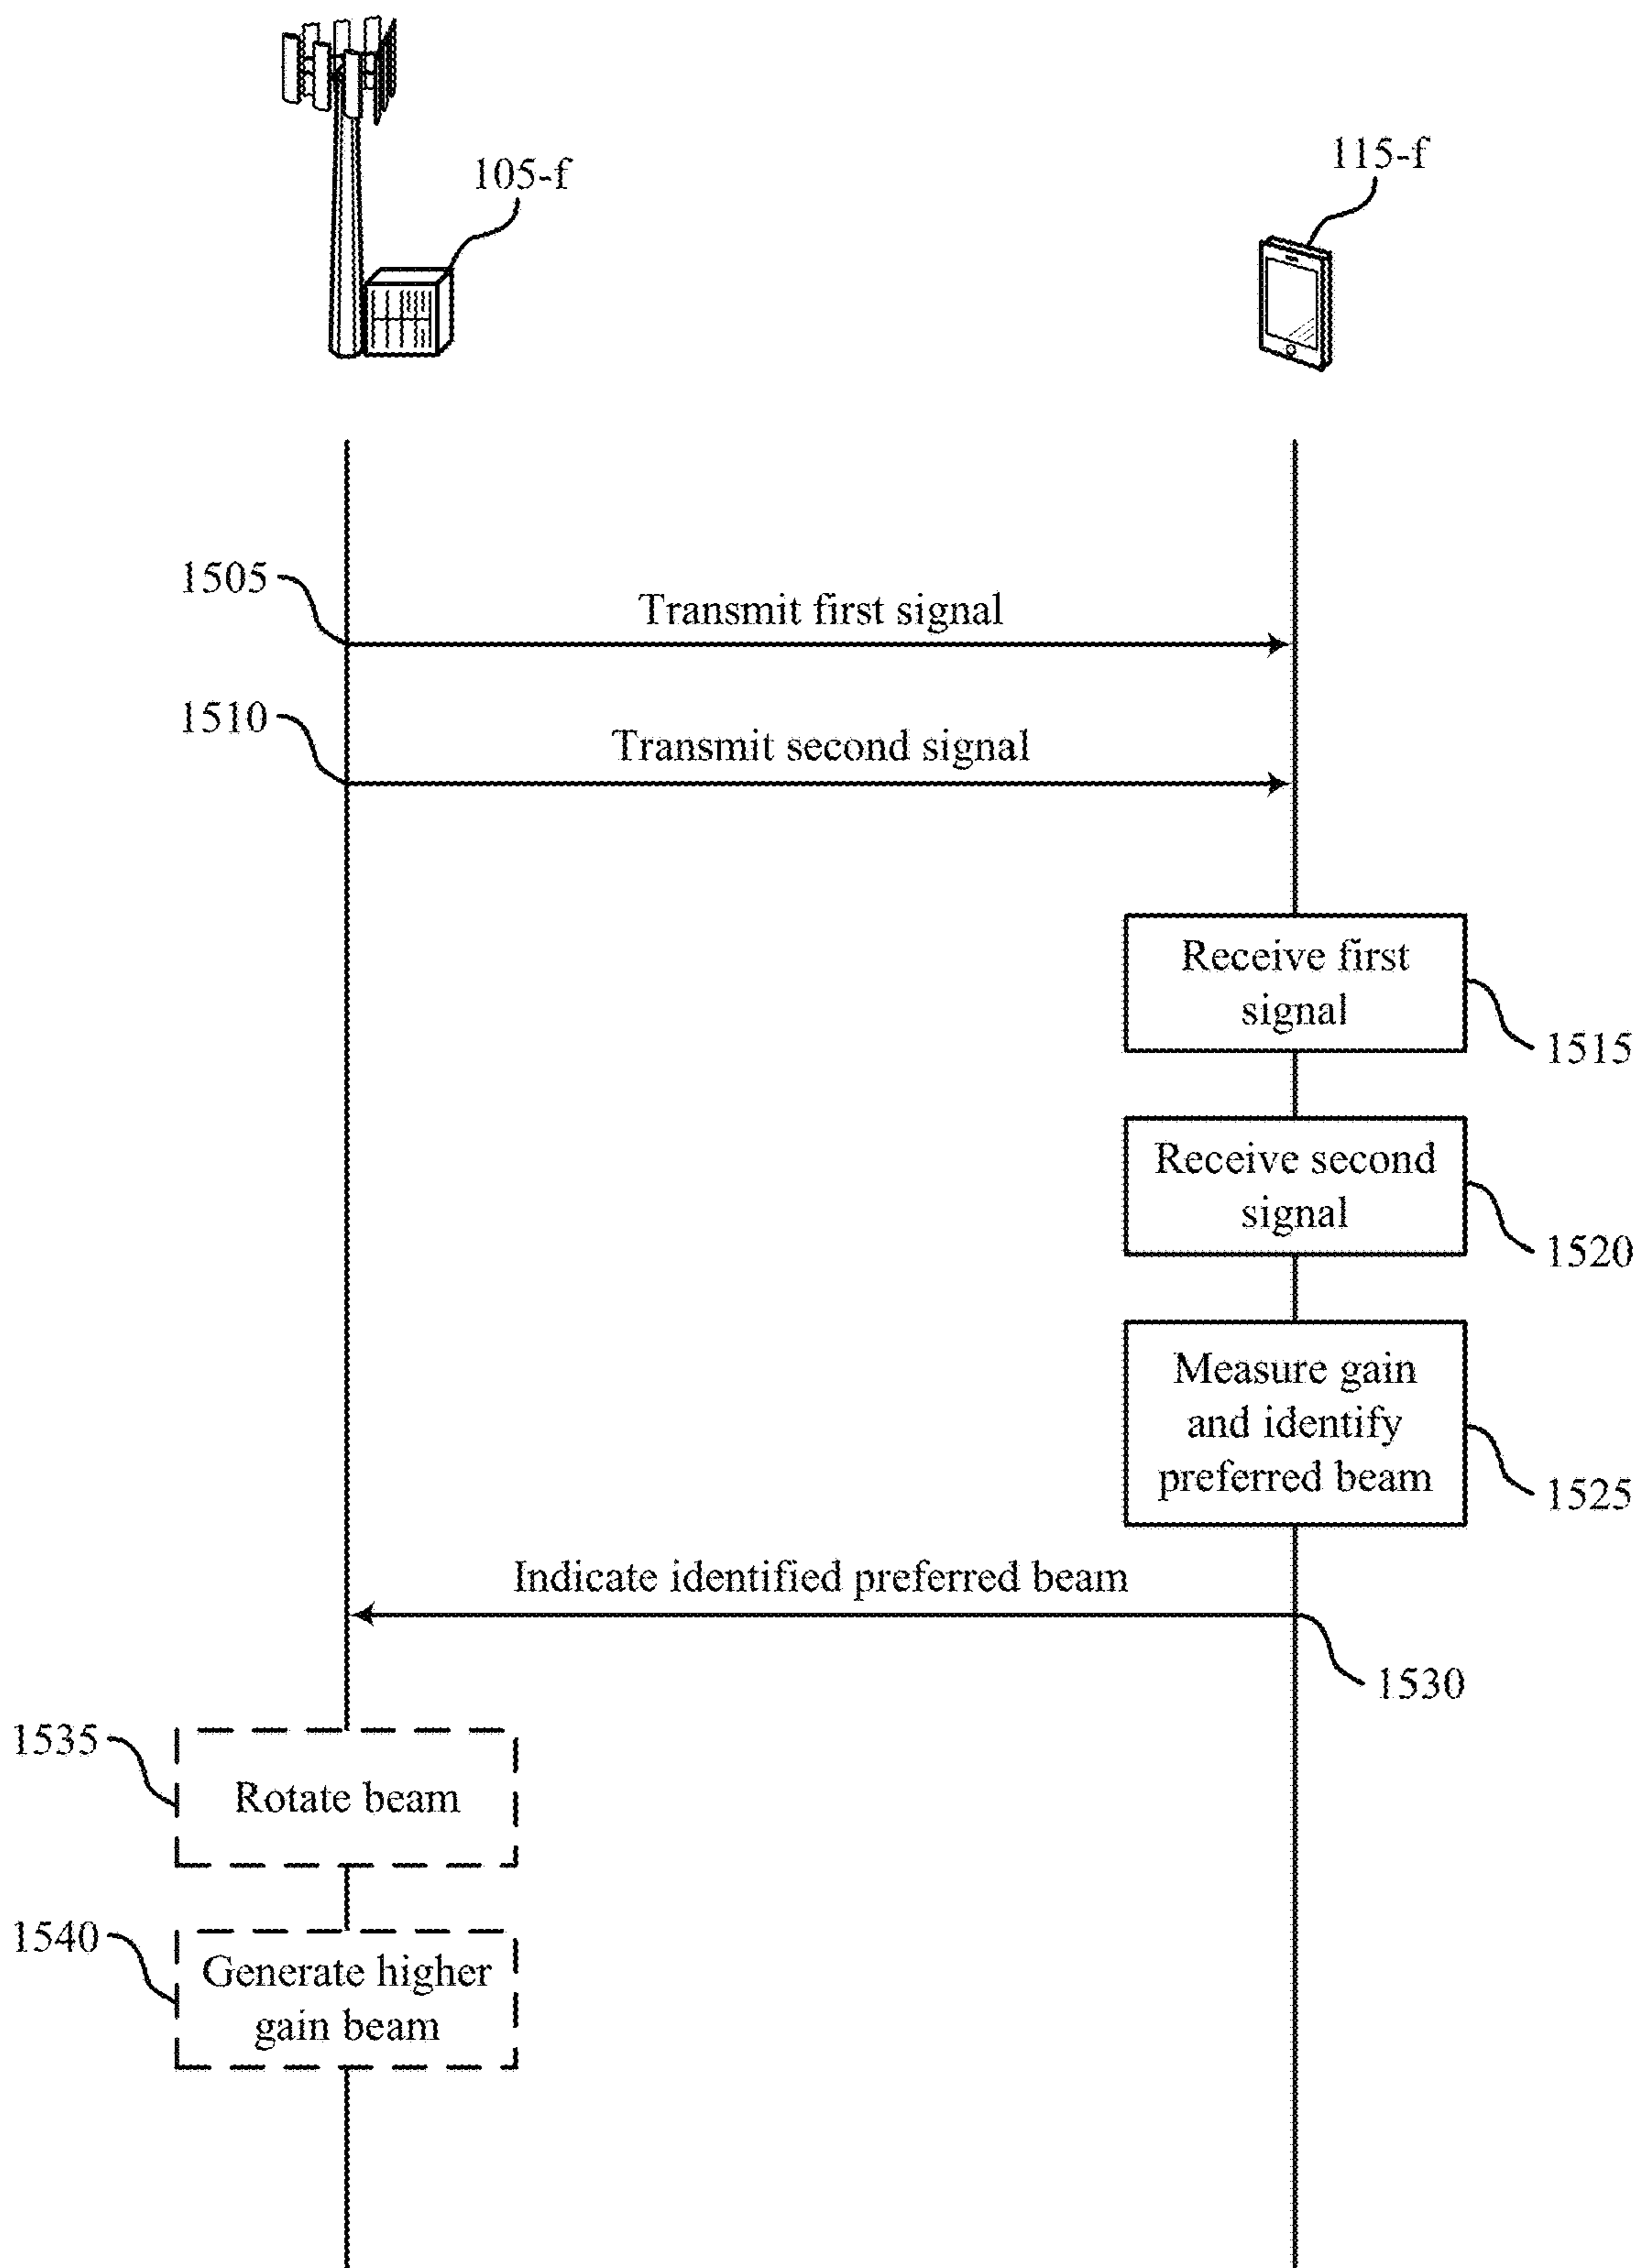 115-f
105-f
1505
Transmit first signal
1510
Transmit second signal
Receive first
signal
1515
Receive second
signal
1520
Measure gain
and identify
preferred beam
1525
Indicate identified preferred beam
1530
1535
Rotate beam
1540
Generate higher
gain beam